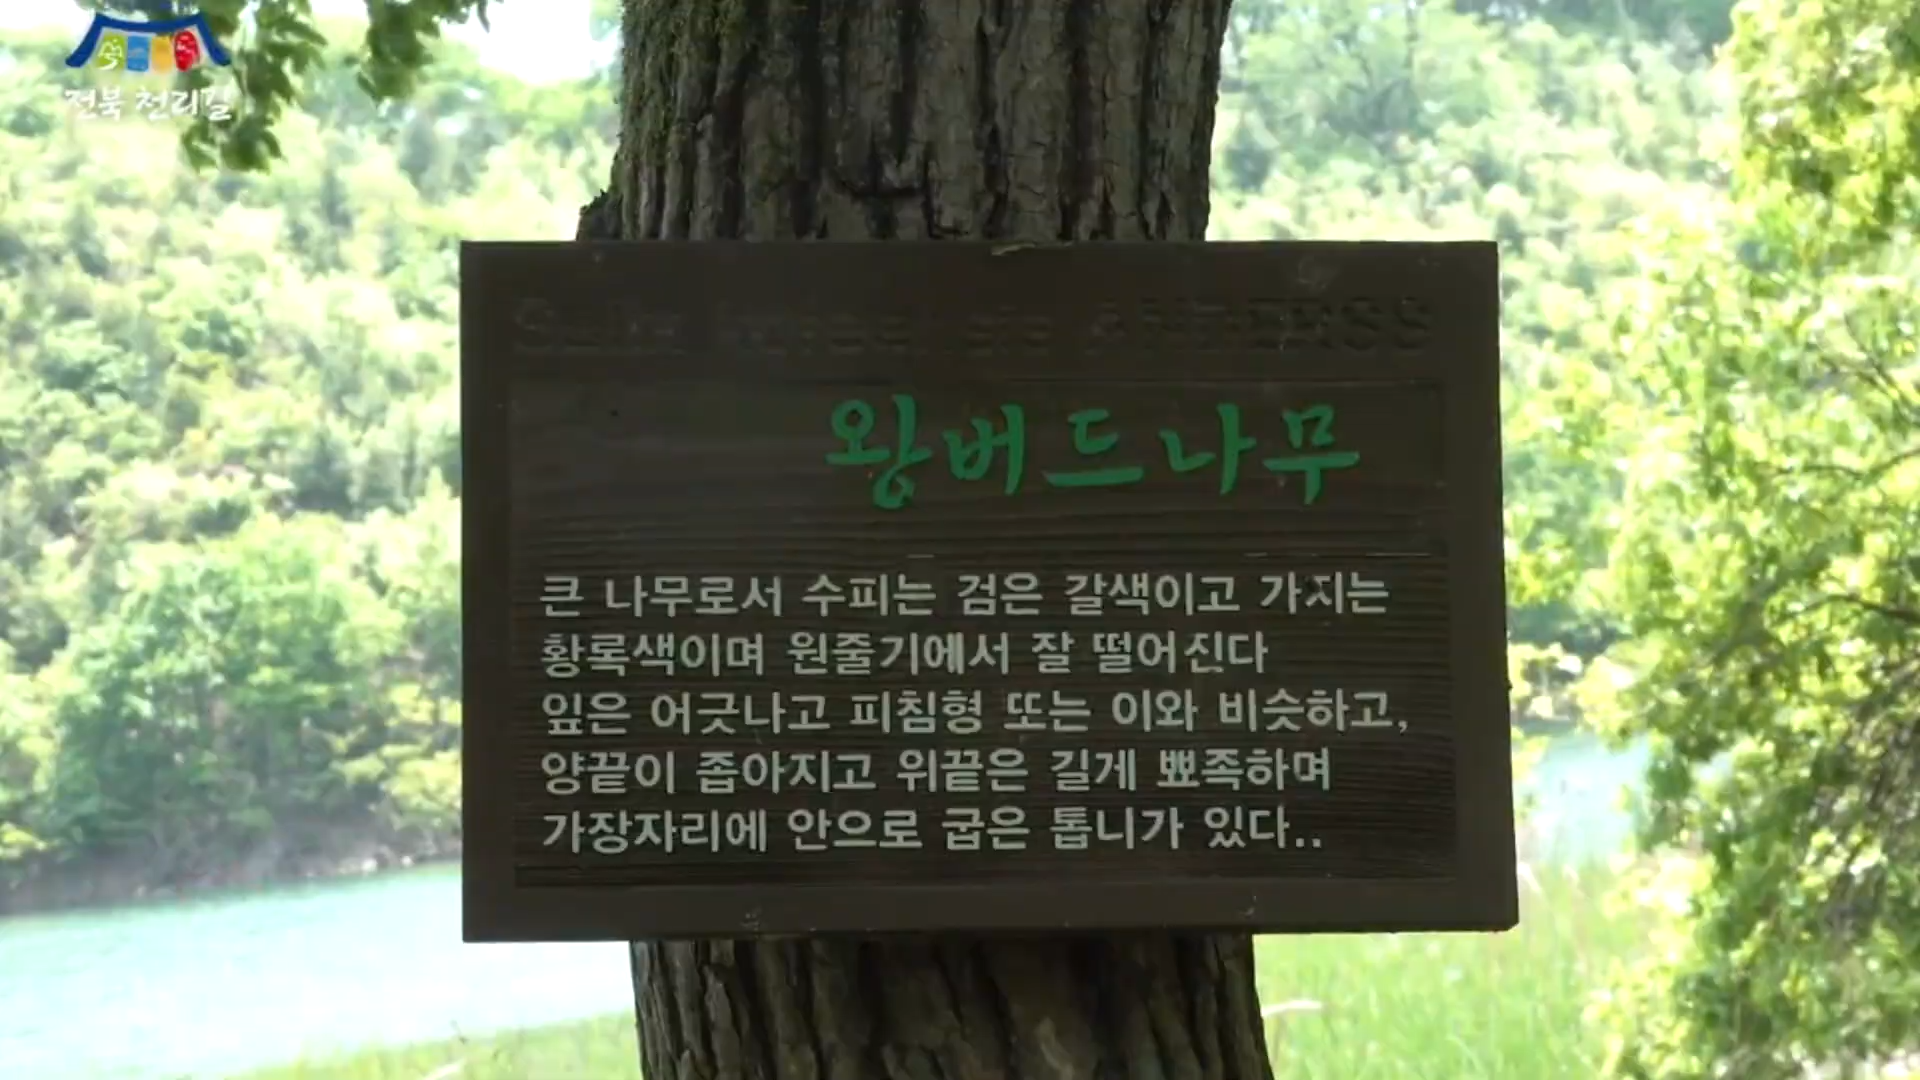 전북 천리길
왕버드나무
큰 나무로서 수피는 검은 갈색이고 가지는
황록색이며 원줄기에서 잘 떨어진다
잎은 어긋나고 피침형 또는 이와 비슷하고,
양끝이 좁아지고 위끝은 길게 뾰족하며
가장자리에 안으로 굽은 톱니가 있다..